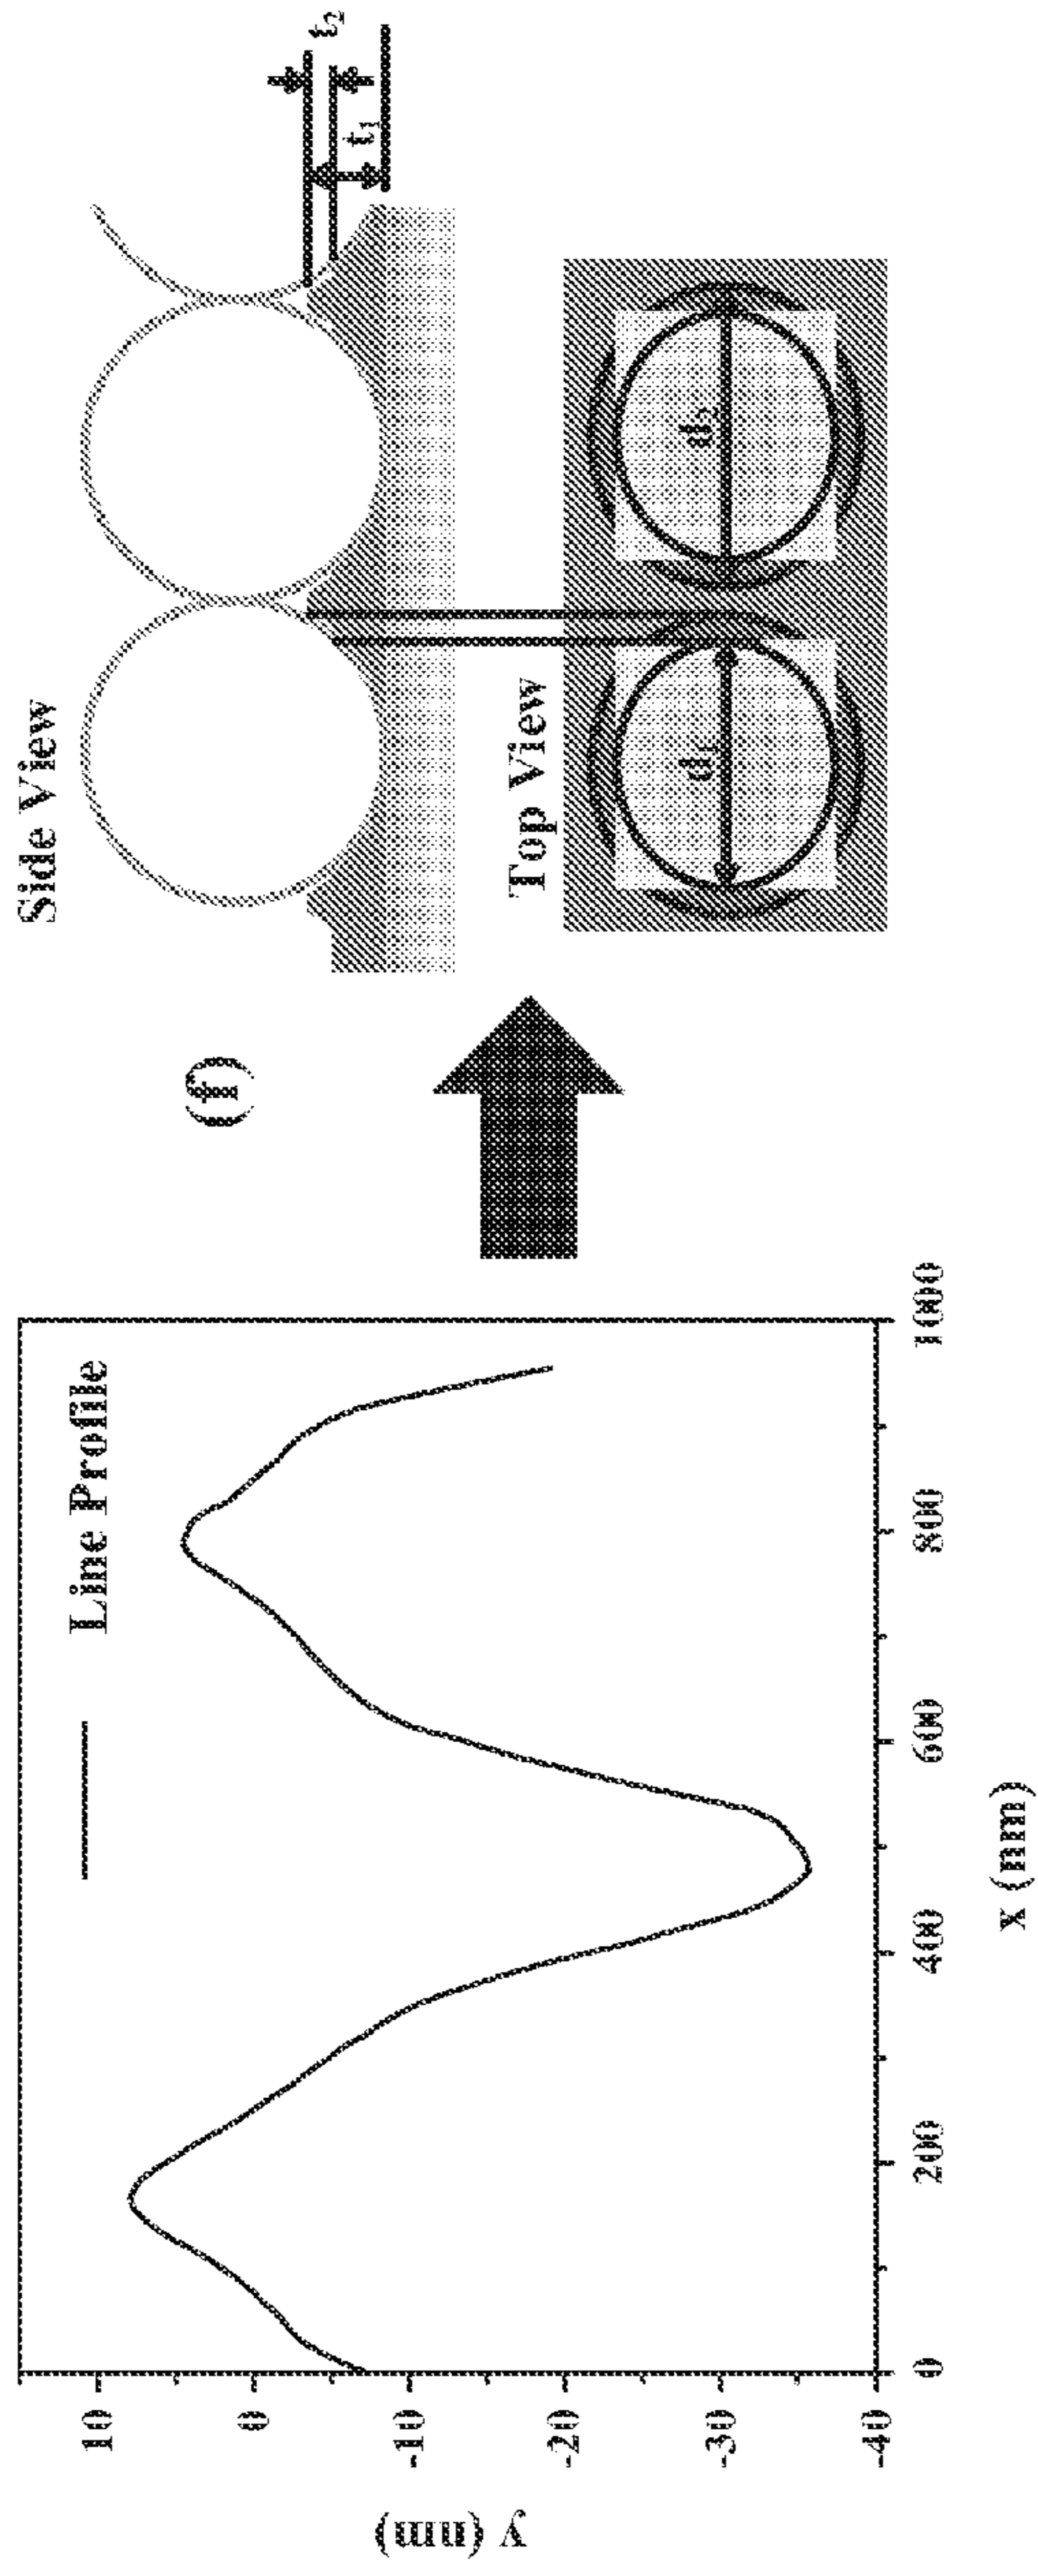 Line Profile
y (nm)
10
0
-10
-20
-30
-40
0
200
400
600
800
1000
x (nm)
(f)
Side View
t₁
t₂
Top View
d₁
d₂